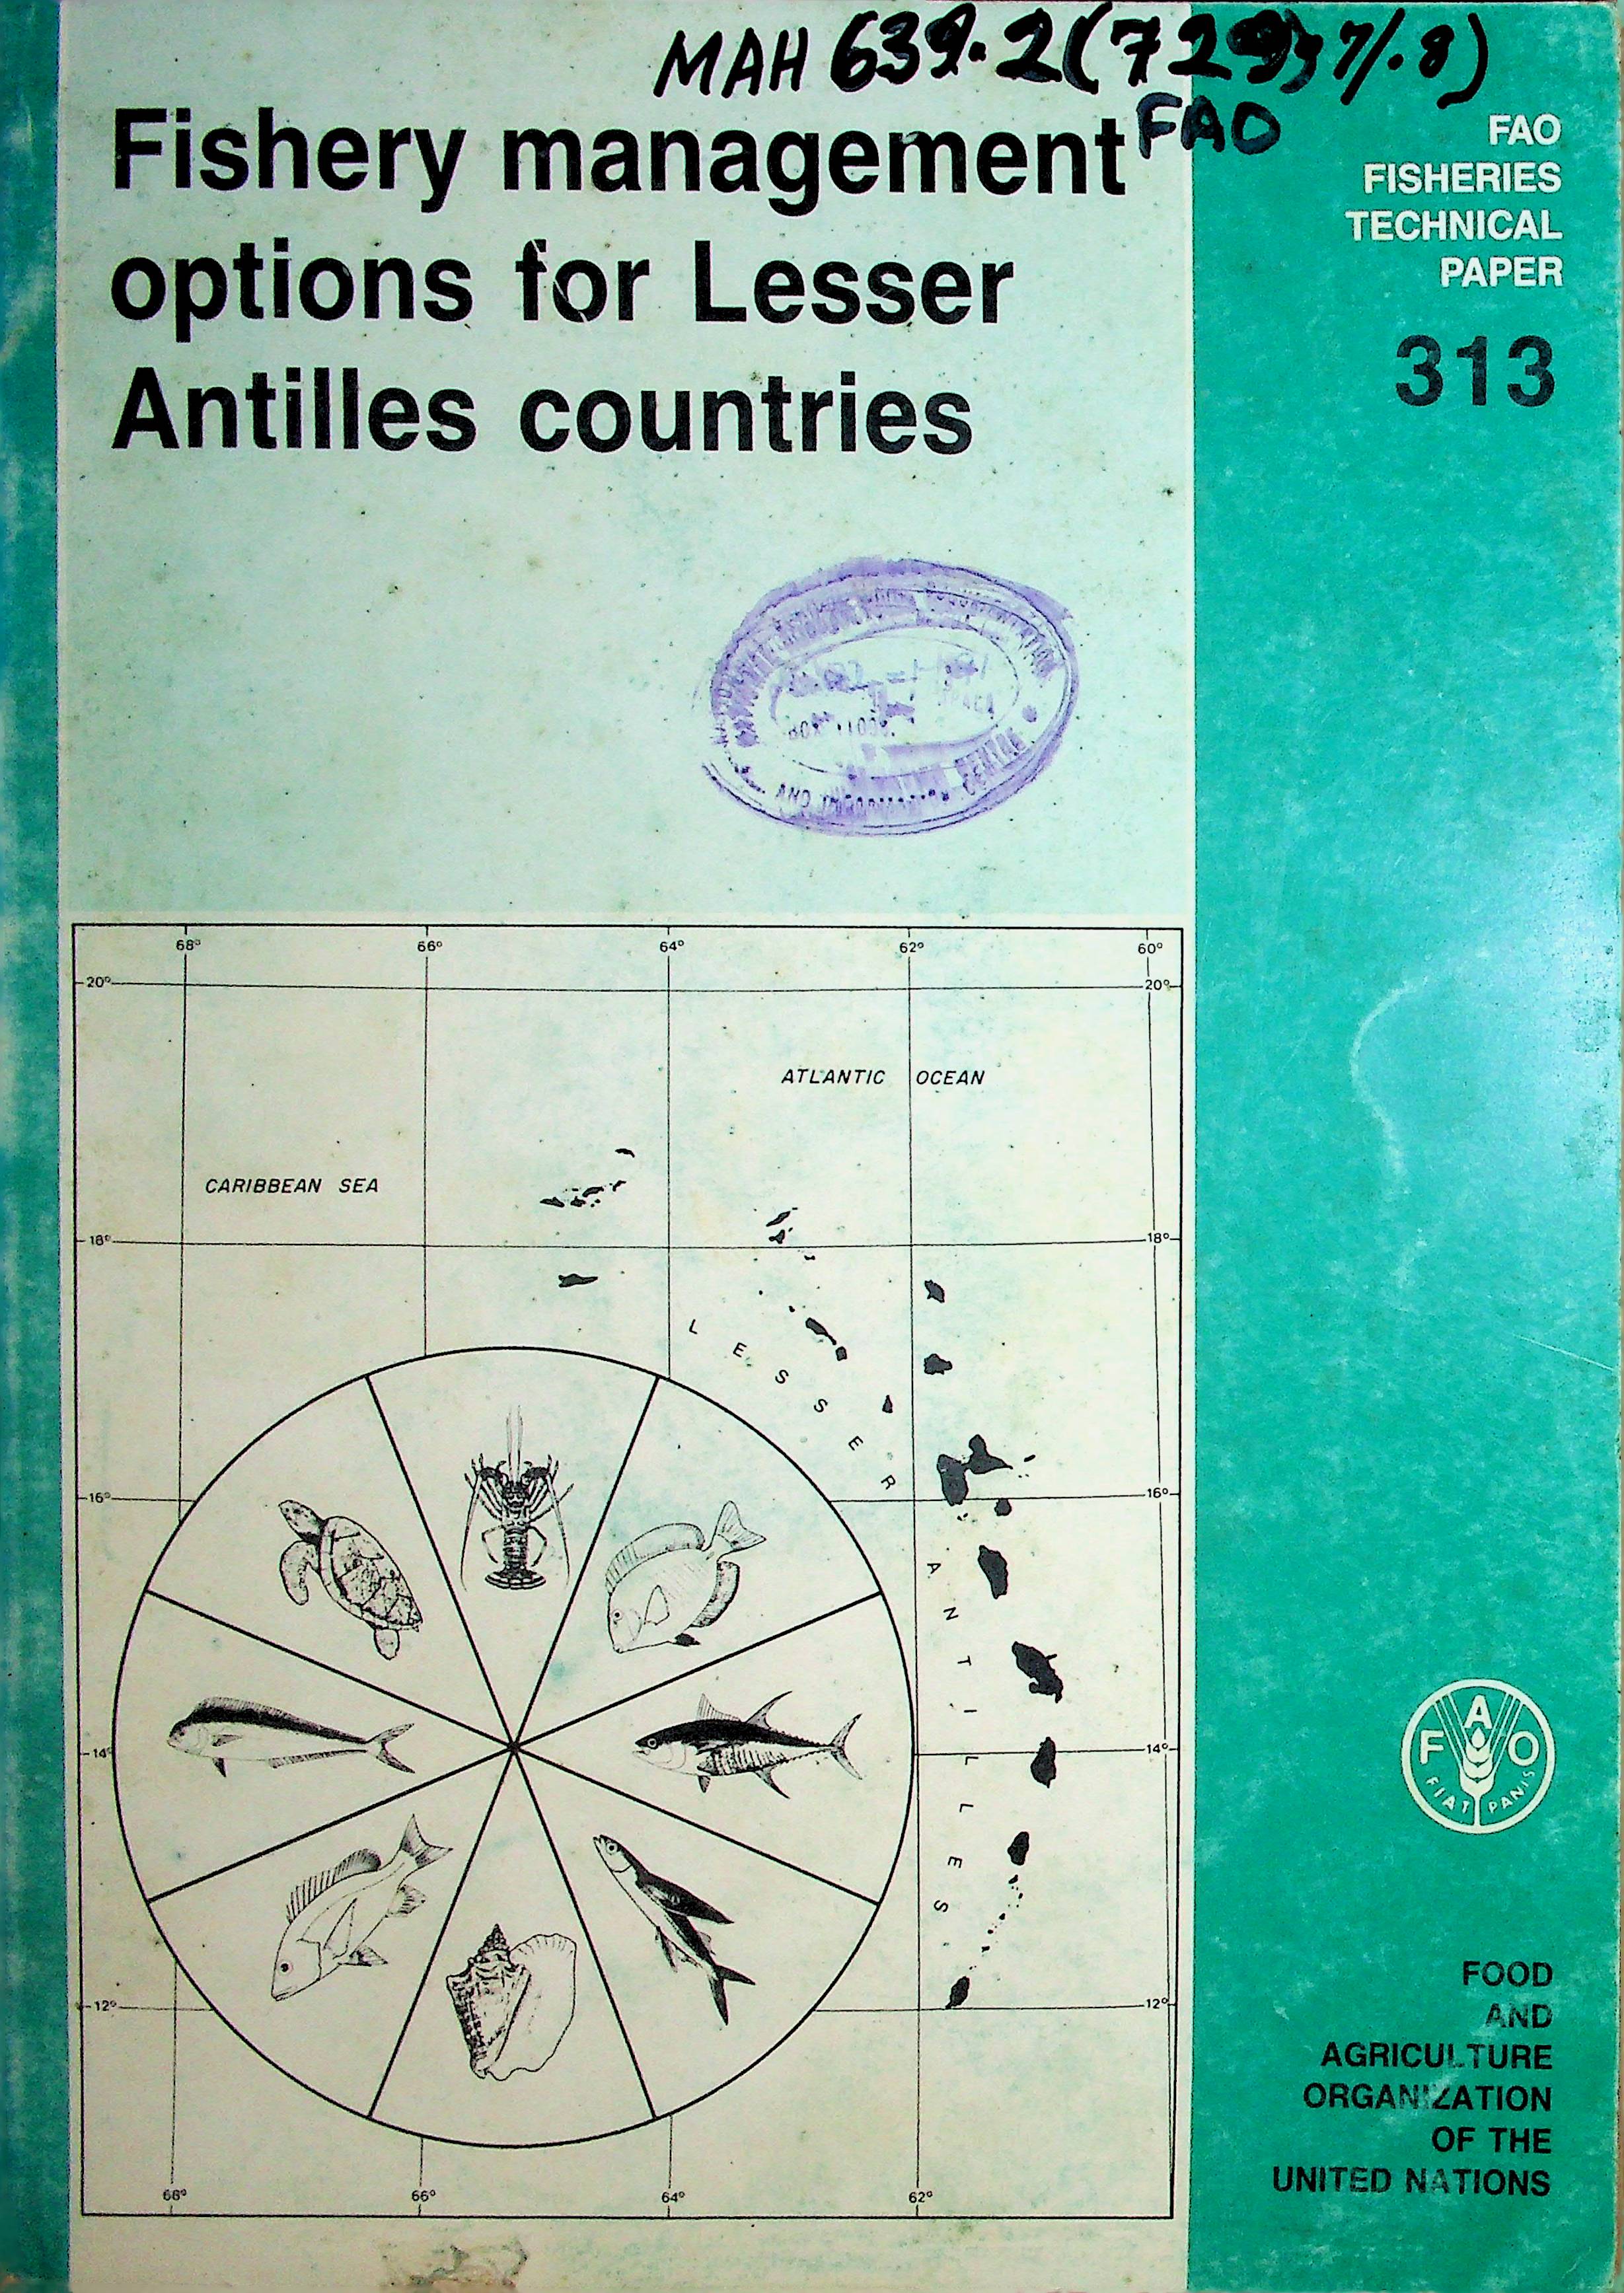 MAH 639.2(729)
FAO
Fishery management
options for Lesser
Antilles countries
FAO
FISHERIES
TECHNICAL
PAPER
313
68° 66° 64° 62° 60°
20° 20°
ATLANTIC OCEAN
CARIBBEAN SEA
18° 18°
LESSER
16° 16°
ANTILLES
14° 14°
12° 12°
66° 64° 62°
FAO
FIAT PANIS
FOOD
AND
AGRICULTURE
ORGANIZATION
OF THE
UNITED NATIONS